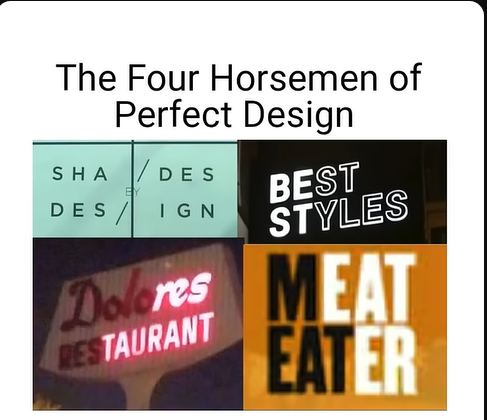 The Four Horsemen of
Perfect Design
SHA / DES
BY
DES / IGN
BEST
STYLES
Dolores
RESTAURANT
MEAT
EATER